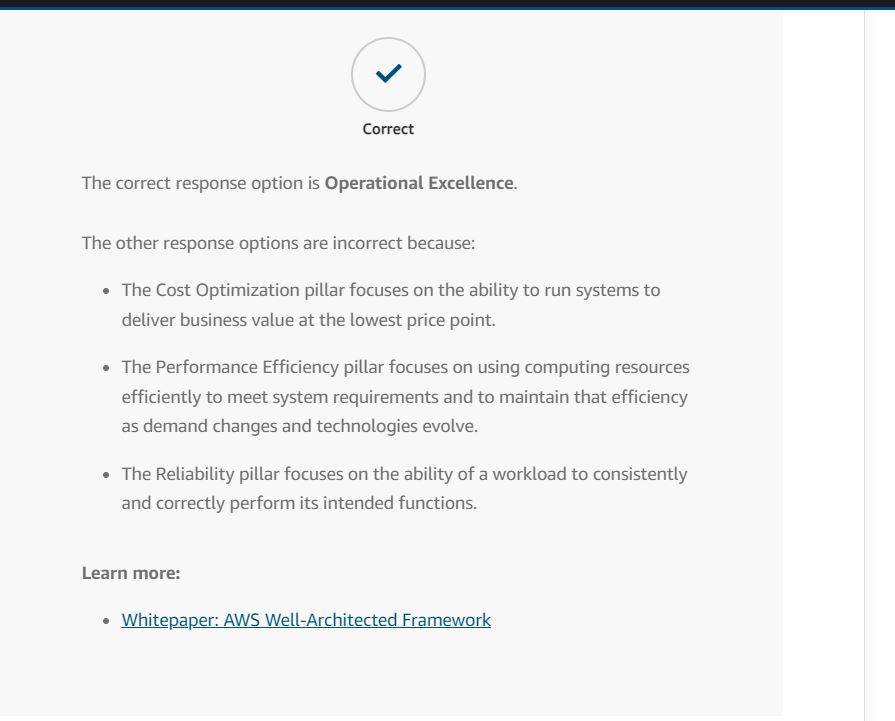 Correct
The correct response option is Operational Excellence.
The other response options are incorrect because:
• The Cost Optimization pillar focuses on the ability to run systems to
deliver business value at the lowest price point.
• The Performance Efficiency pillar focuses on using computing resources
efficiently to meet system requirements and to maintain that efficiency
as demand changes and technologies evolve.
• The Reliability pillar focuses on the ability of a workload to consistently
and correctly perform its intended functions.
Learn more:
• Whitepaper: AWS Well-Architected Framework